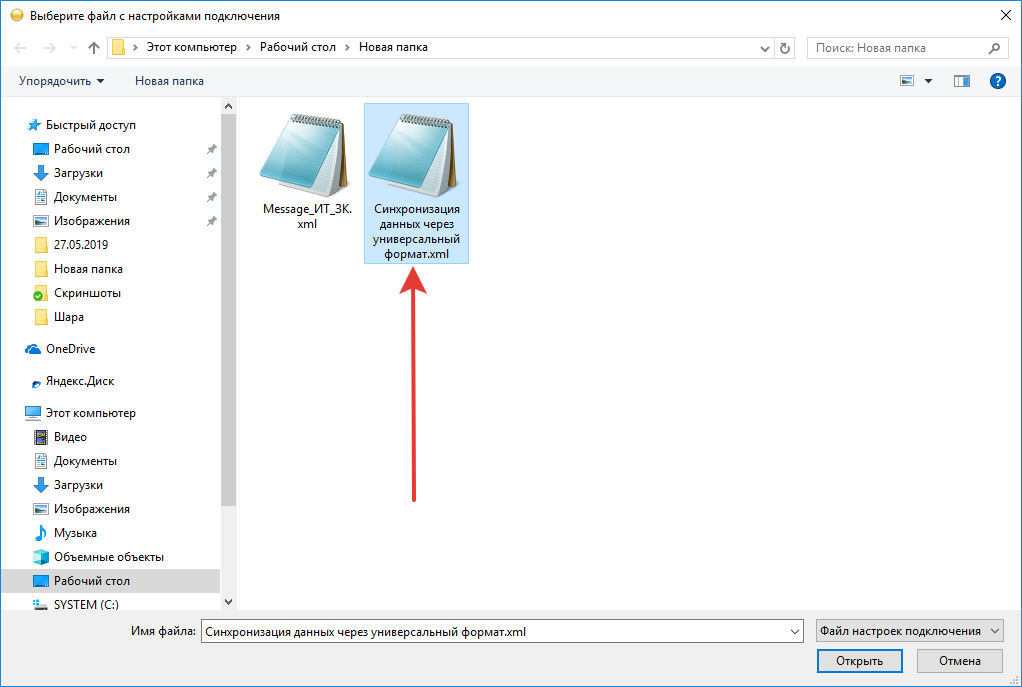 Выберите файл с настройками подключения
Этот компьютер > Рабочий стол > Новая папка
Поиск: Новая папка
Упорядочить
Новая папка
Быстрый доступ
Рабочий стол
Загрузки
Документы
Изображения
27.05.2019
Новая папка
Скриншоты
Шара
OneDrive
Яндекс.Диск
Этот компьютер
Видео
Документы
Загрузки
Изображения
Музыка
Объемные объекты
Рабочий стол
SYSTEM (C:)
Message_ИТ_ЗК.
xml
Синхронизация
данных через
универсальный
формат.xml
Имя файла:
Синхронизация данных через универсальный формат.xml
Файл настроек подключения
Открыть
Отмена